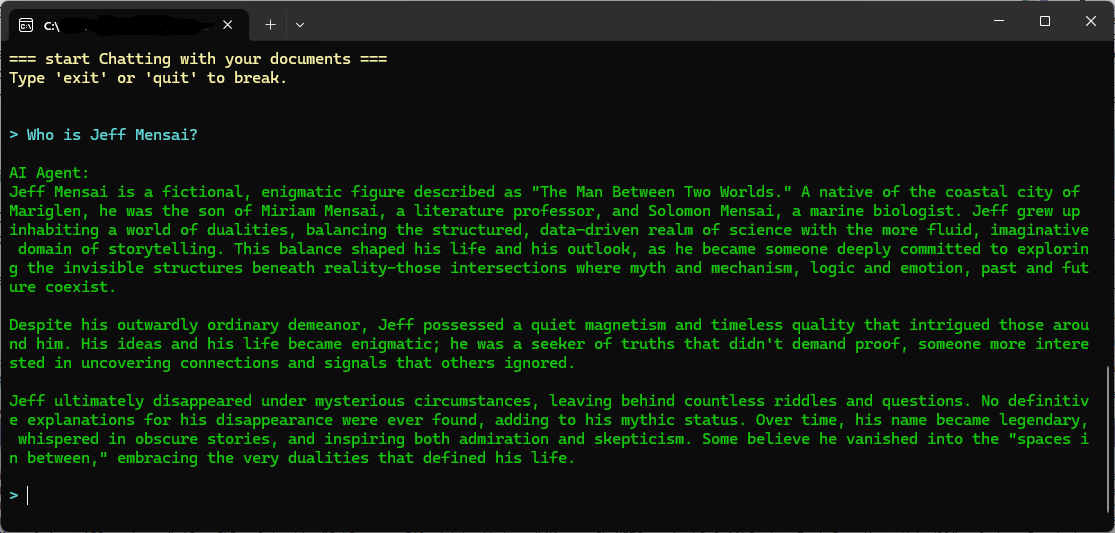 C:\
=== start Chatting with your documents ===
Type 'exit' or 'quit' to break.
> Who is Jeff Mensai?
AI Agent:
Jeff Mensai is a fictional, enigmatic figure described as "The Man Between Two Worlds." A native of the coastal city of
Mariglen, he was the son of Miriam Mensai, a literature professor, and Solomon Mensai, a marine biologist. Jeff grew up
inhabiting a world of dualities, balancing the structured, data-driven realm of science with the more fluid, imaginative
domain of storytelling. This balance shaped his life and his outlook, as he became someone deeply committed to explorin
g the invisible structures beneath reality—those intersections where myth and mechanism, logic and emotion, past and fut
ure coexist.
Despite his outwardly ordinary demeanor, Jeff possessed a quiet magnetism and timeless quality that intrigued those arou
nd him. His ideas and his life became enigmatic; he was a seeker of truths that didn't demand proof, someone more intere
sted in uncovering connections and signals that others ignored.
Jeff ultimately disappeared under mysterious circumstances, leaving behind countless riddles and questions. No definitiv
e explanations for his disappearance were ever found, adding to his mythic status. Over time, his name became legendary,
whispered in obscure stories, and inspiring both admiration and skepticism. Some believe he vanished into the "spaces i
n between," embracing the very dualities that defined his life.
>